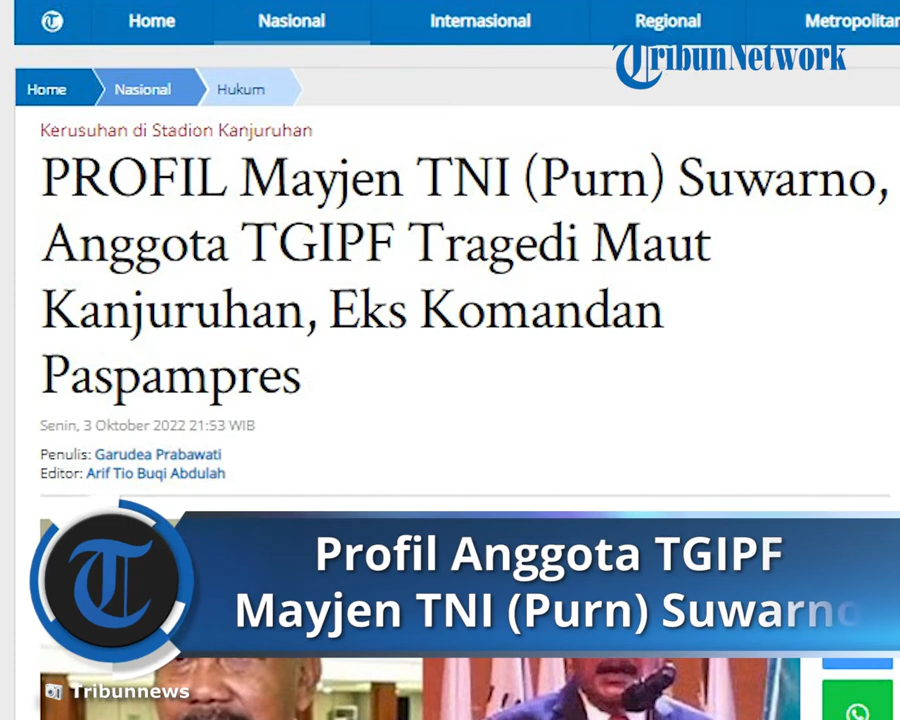 Home Nasional Internasional Regional Metropolitan
TribunNetwork
Home Nasional Hukum
Kerusuhan di Stadion Kanjuruhan
PROFIL Mayjen TNI (Purn) Suwarno,
Anggota TGIPF Tragedi Maut
Kanjuruhan, Eks Komandan
Paspampres
Senin, 3 Oktober 2022 21:53 WIB
Penulis: Garudea Prabawati
Editor: Arif Tio Buqi Abdulah
Profil Anggota TGIPF
Mayjen TNI (Purn) Suwarno
Tribunnews